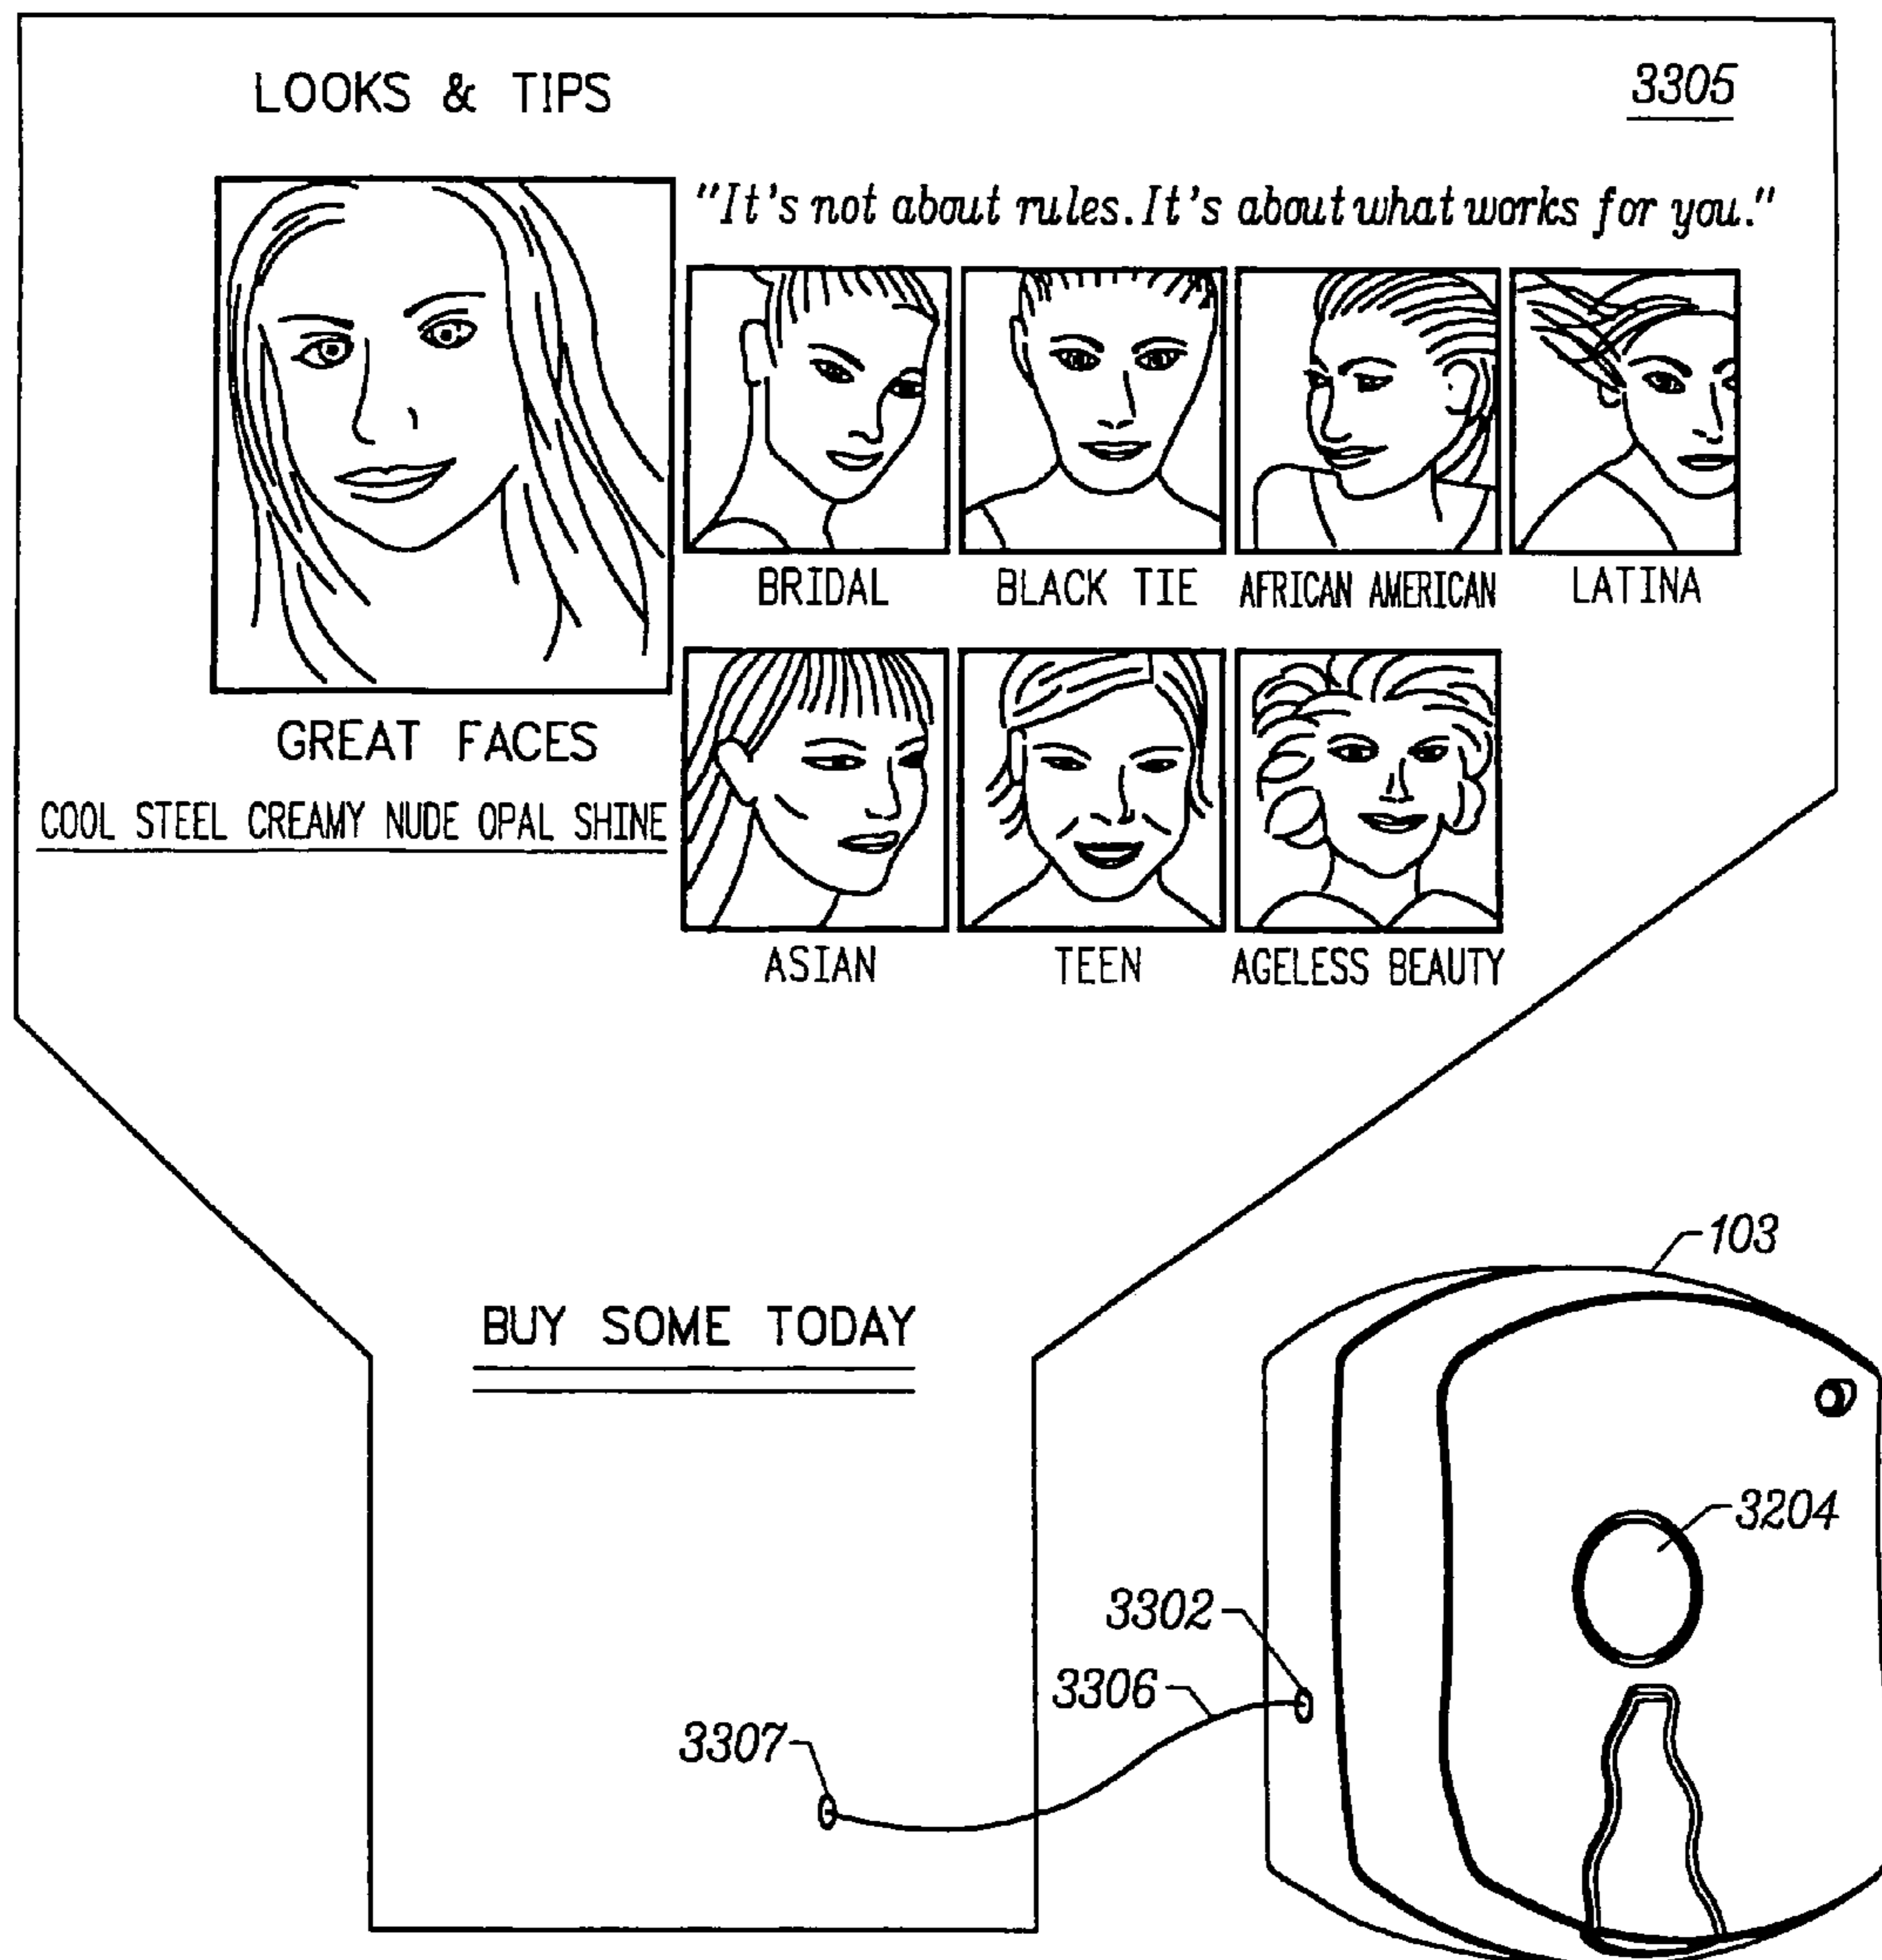 LOOKS & TIPS
3305
"It's not about rules. It's about what works for you."
BRIDAL
BLACK TIE
AFRICAN AMERICAN
LATINA
GREAT FACES
COOL STEEL CREAMY NUDE OPAL SHINE
ASIAN
TEEN
AGELESS BEAUTY
BUY SOME TODAY
103
3204
3302
3306
3307